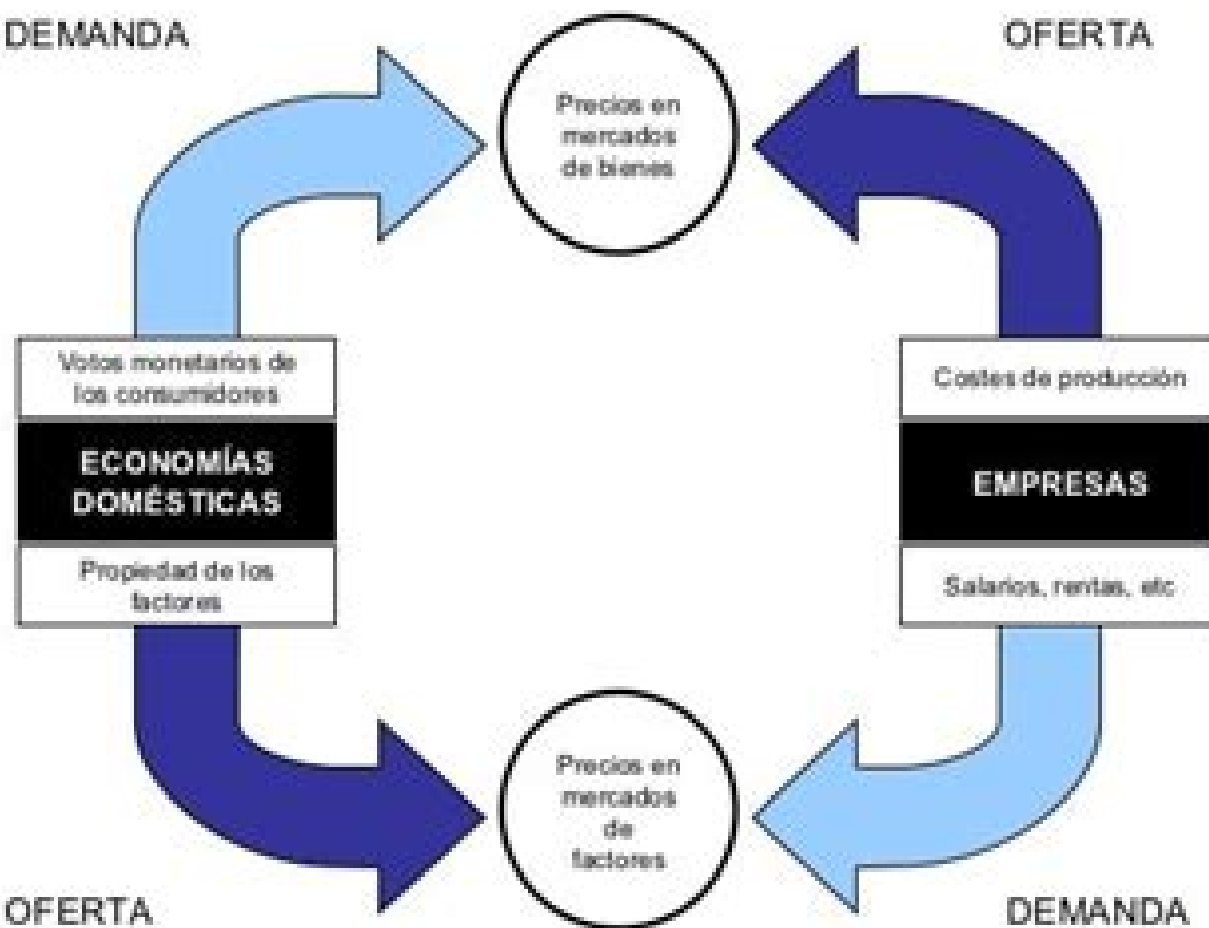 DEMANDA
OFERTA
Precios en
mercados
de bienes
Votos monetarios de
los consumidores
ECONOMÍAS
DOMÉSTICAS
Propiedad de los
factores
Costes de producción
EMPRESAS
Salarios, rentas, etc
Precios en
mercados
de
factores
OFERTA
DEMANDA